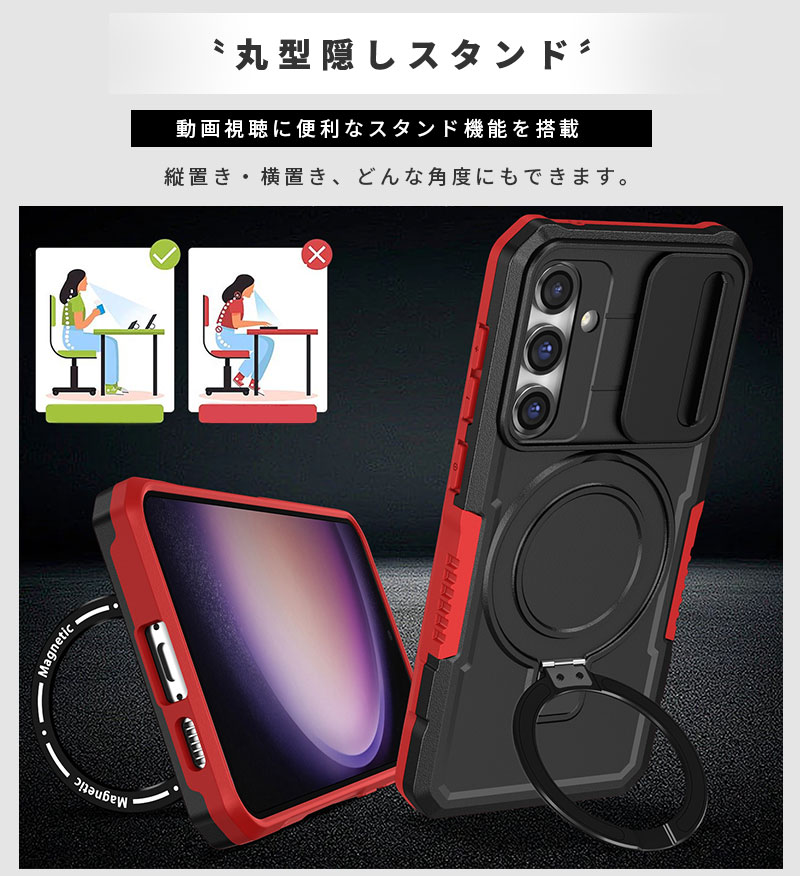 〝丸型隠しスタンド〞
動画視聴に便利なスタンド機能を搭載
縦置き・横置き、どんな角度にもできます。
Magnetic
Magnetic